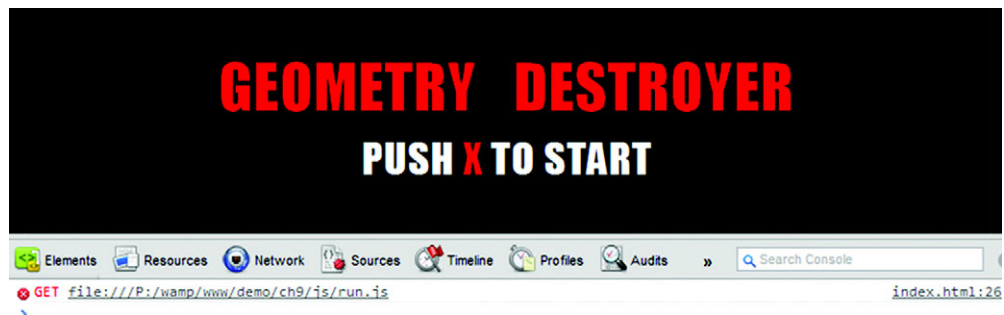 GEOMETRY DESTROYER
PUSH X TO START
Elements Resources Network Sources Timeline Profiles Audits » Search Console
GET file:///P:/wamp/www/demo/ch9/js/run.js index.html:26